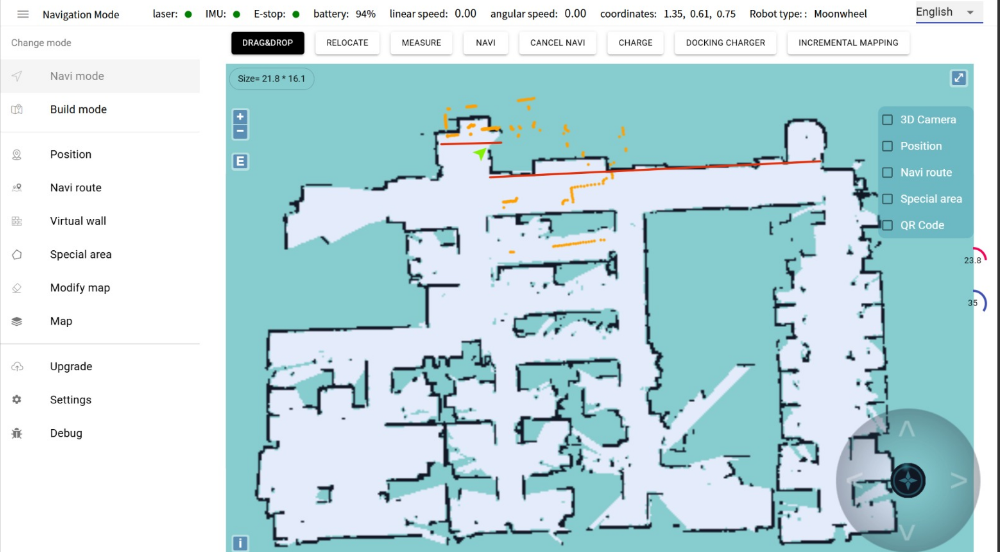 Navigation Mode
laser:
IMU:
E-stop:
battery: 94%
linear speed: 0.00
angular speed: 0.00
coordinates: 1.35, 0.61, 0.75
Robot type: : Moonwheel
English
Change mode
Navi mode
Build mode
Position
Navi route
Virtual wall
Special area
Modify map
Map
Upgrade
Settings
Debug
DRAG&DROP
RELOCATE
MEASURE
NAVI
CANCEL NAVI
CHARGE
DOCKING CHARGER
INCREMENTAL MAPPING
Size= 21.8 * 16.1
+
−
E
i
3D Camera
Position
Navi route
Special area
QR Code
23.8
35